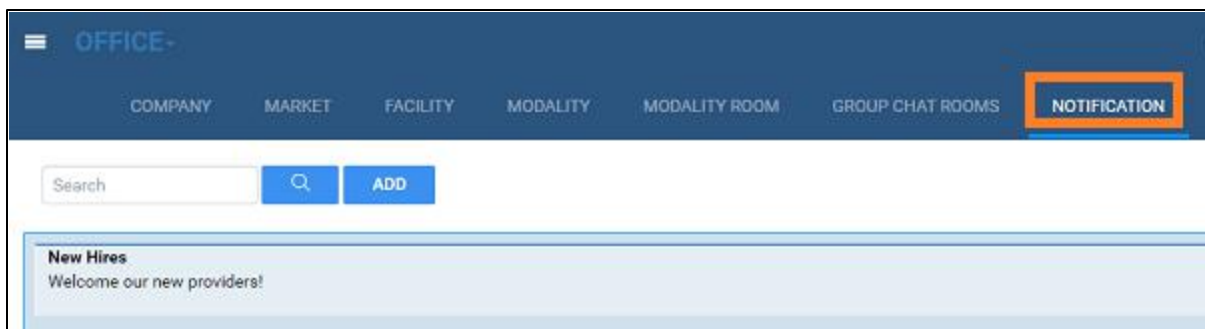 OFFICE-
COMPANY MARKET FACILITY MODALITY MODALITY ROOM GROUP CHAT ROOMS NOTIFICATION
Search ADD
New Hires
Welcome our new providers!